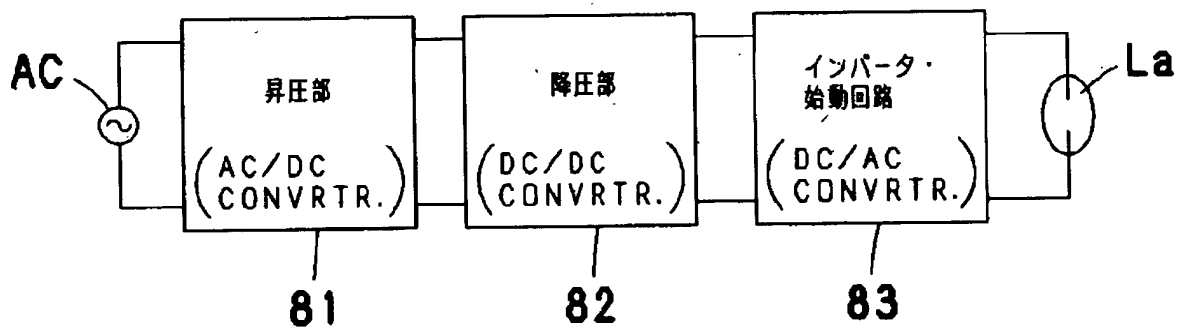 AC
昇圧部
(AC/DC
CONVRTR.)
81
降圧部
(DC/DC
CONVRTR.)
82
インバータ・
始動回路
(DC/AC
CONVRTR.)
83
La